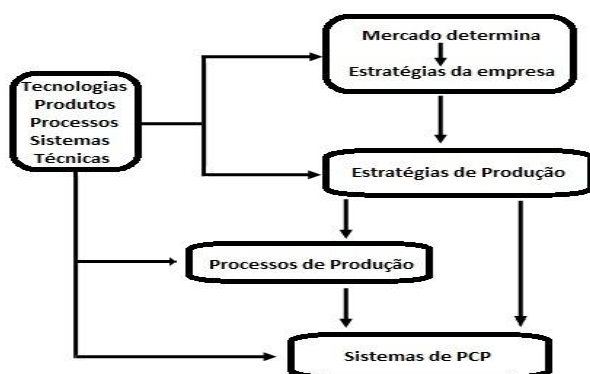 Mercado determina
Estratégias da empresa
Tecnologias
Produtos
Processos
Sistemas
Técnicas
Estratégias de Produção
Processos de Produção
Sistemas de PCP